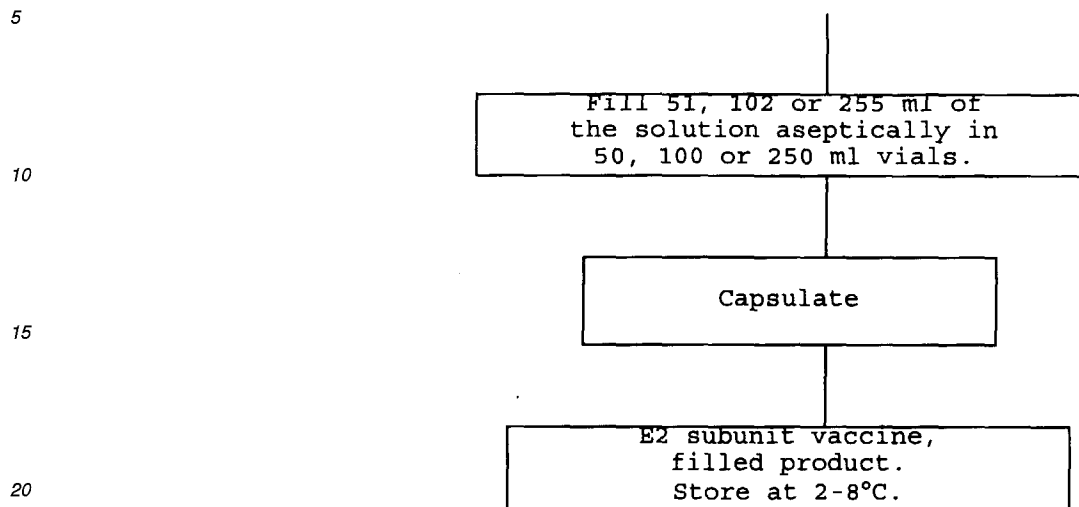 5
Fill 51, 102 or 255 ml of
the solution aseptically in
50, 100 or 250 ml vials.
10
Capsulate
15
E2 subunit vaccine,
filled product.
Store at 2-8°C.
20